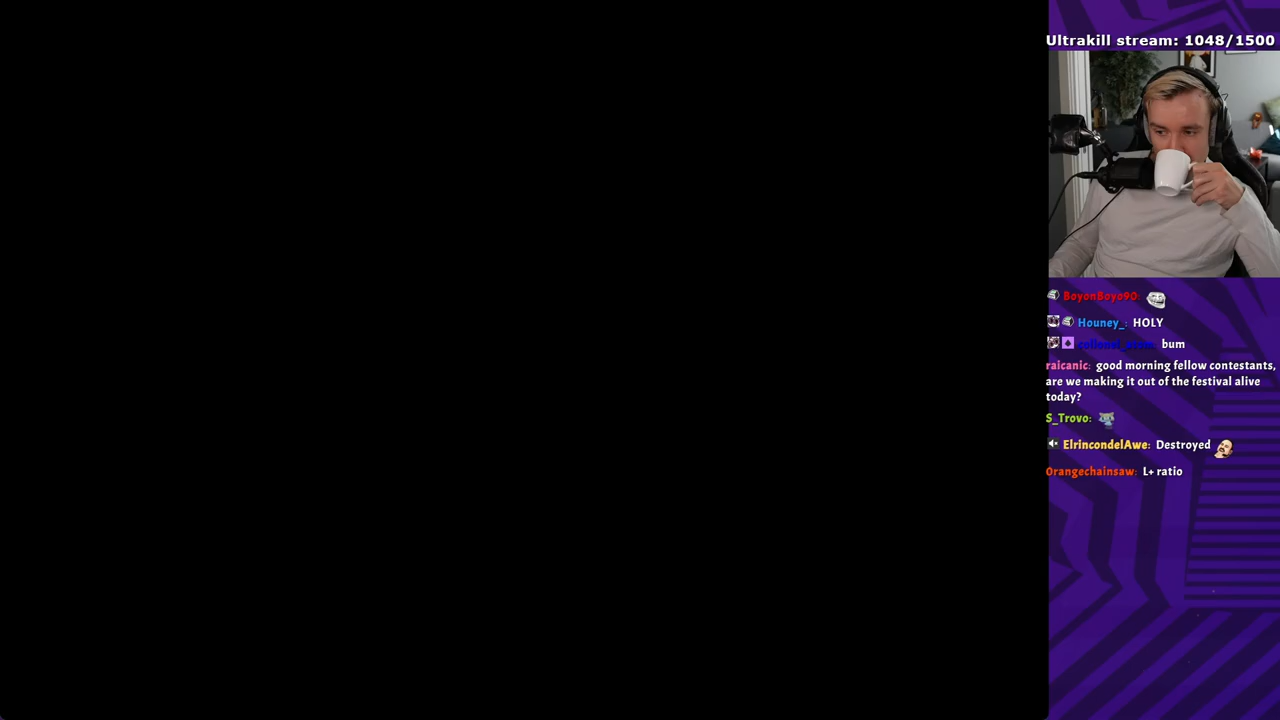 Ultrakill stream: 1048/1500
BoyonBoyo90:
Houney_: HOLY
bum
raicanic: good morning fellow contestants,
are we making it out of the festival alive
today?
S_Trovo:
ElrincondelAwe: Destroyed
Orangechainsaw: L+ ratio